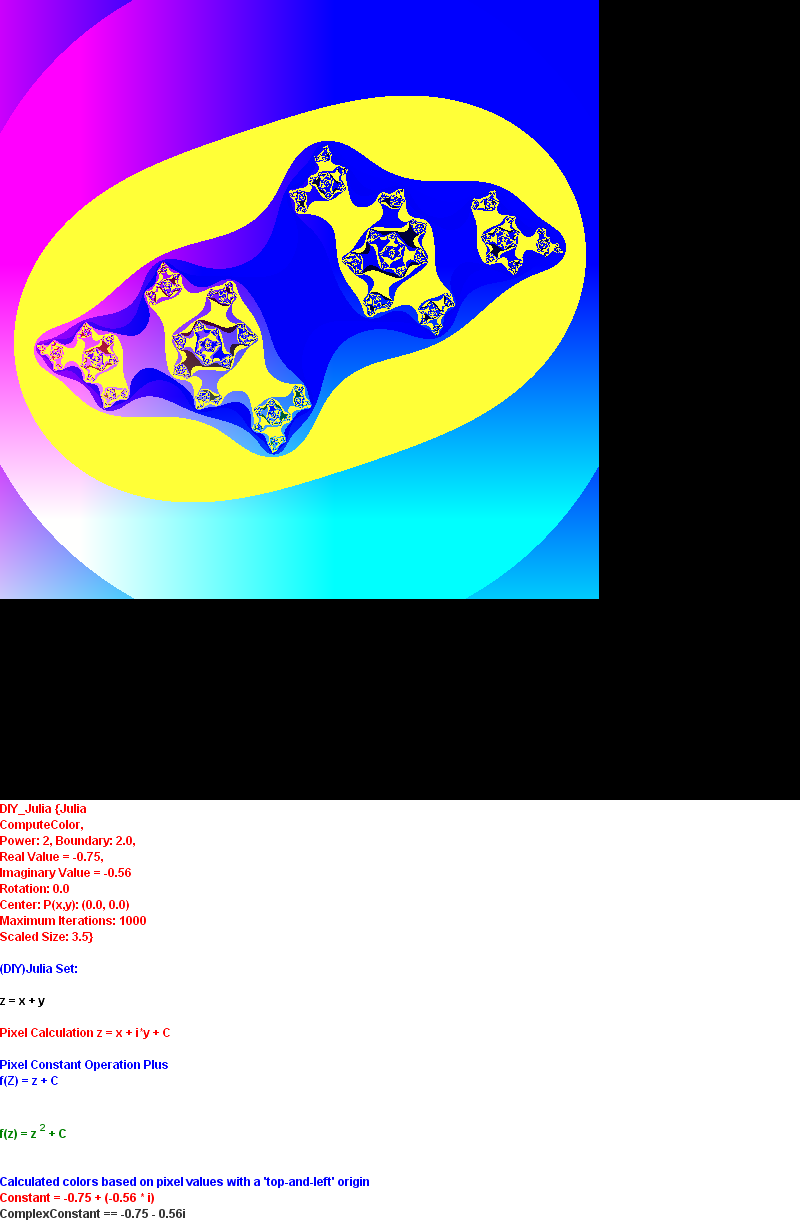 DIY_Julia {Julia
ComputeColor,
Power: 2, Boundary: 2.0,
Real Value = -0.75,
Imaginary Value = -0.56
Rotation: 0.0
Center: P(x,y): (0.0, 0.0)
Maximum Iterations: 1000
Scaled Size: 3.5}
(DIY)Julia Set:
z = x + y
Pixel Calculation z = x + i*y + C
Pixel Constant Operation Plus
f(Z) = z + C
f(z) = z ² + C
Calculated colors based on pixel values with a 'top-and-left' origin
Constant = -0.75 + (-0.56 * i)
ComplexConstant == -0.75 - 0.56i